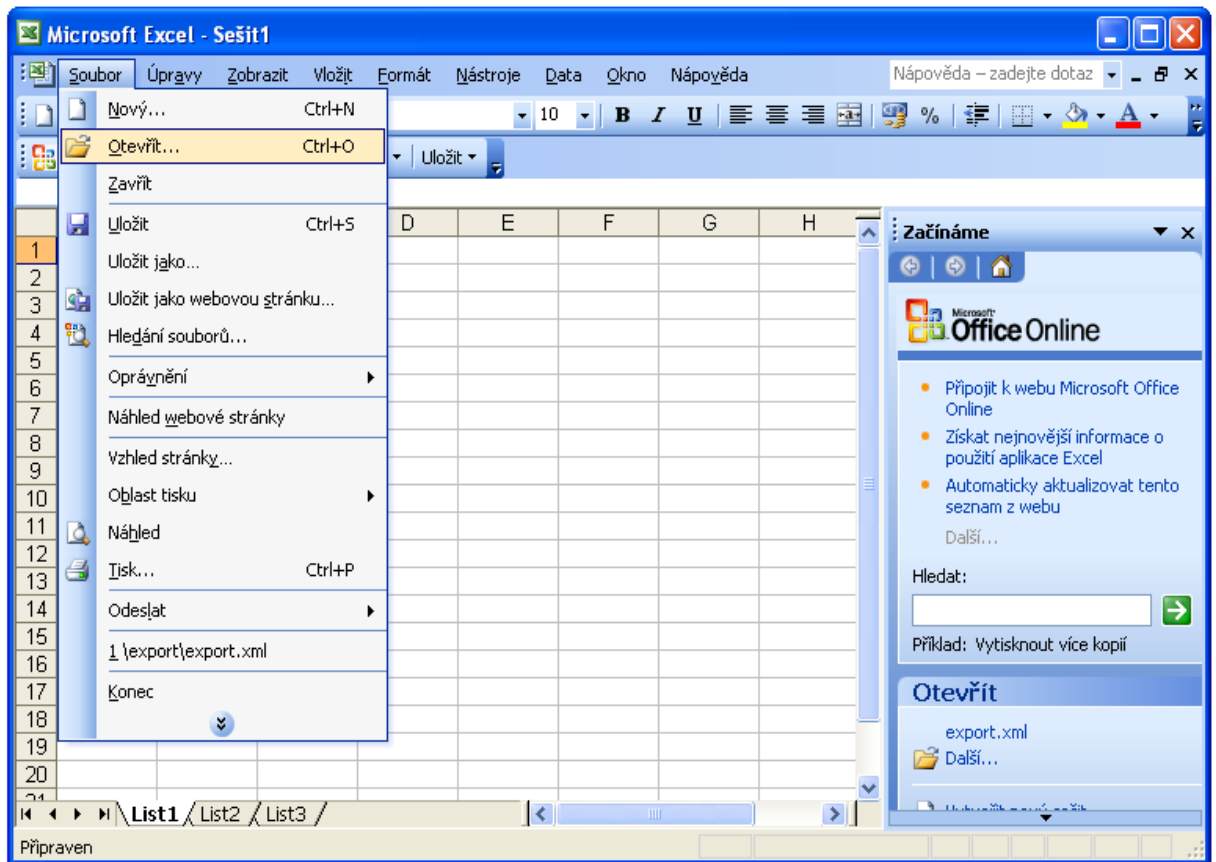 Microsoft Excel - Sešit1
Soubor Úpravy Zobrazit Vložit Formát Nástroje Data Okno Nápověda Nápověda – zadejte dotaz
10 B I U % A
Uložit
Nový... Ctrl+N
Otevřít... Ctrl+O
Zavřít
Uložit Ctrl+S
Uložit jako...
Uložit jako webovou stránku...
Hledání souborů...
Oprávnění
Náhled webové stránky
Vzhled stránky...
Oblast tisku
Náhled
Tisk... Ctrl+P
Odeslat
1 \export\export.xml
Konec
D E F G H
1
2
3
4
5
6
7
8
9
10
11
12
13
14
15
16
17
18
19
20
21
List1 List2 List3
Připraven
Začínáme
Microsoft
Office Online
Připojit k webu Microsoft Office
Online
Získat nejnovější informace o
použití aplikace Excel
Automaticky aktualizovat tento
seznam z webu
Další...
Hledat:
Příklad: Vytisknout více kopií
Otevřít
export.xml
Další...